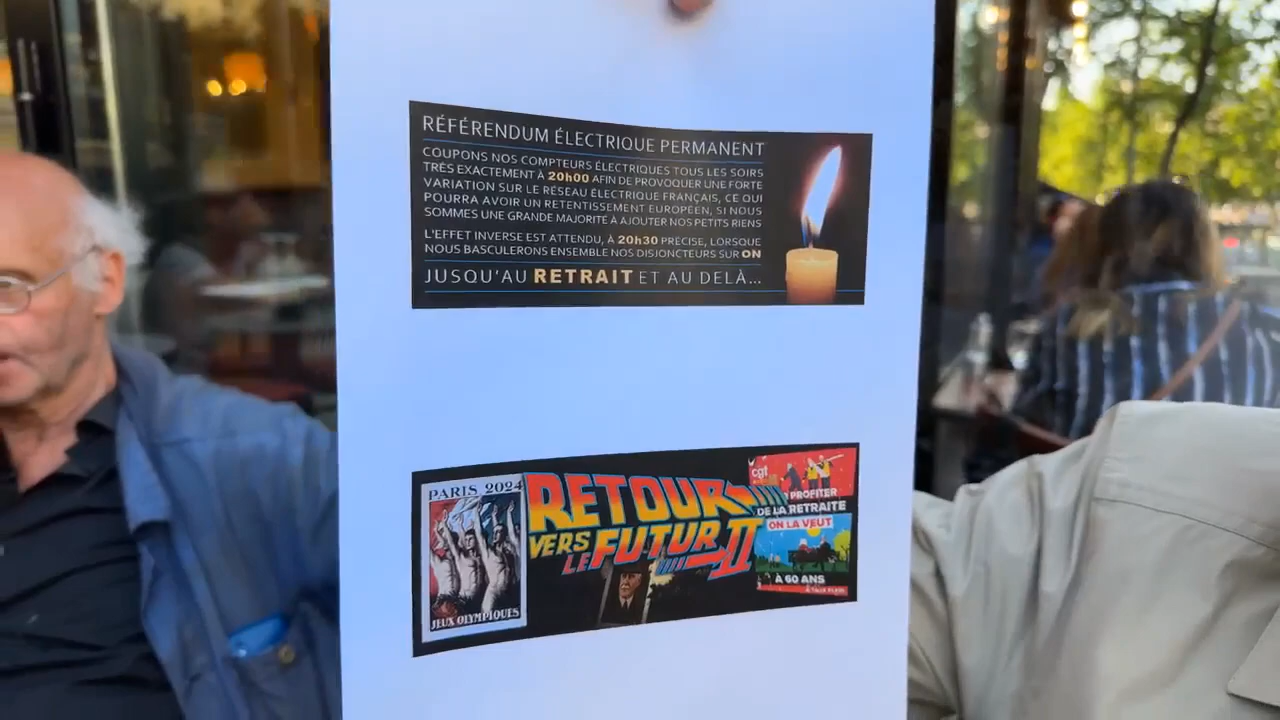 RÉFÉRENDUM ÉLECTRIQUE PERMANENT
COUPONS NOS COMPTEURS ÉLECTRIQUES TOUS LES SOIRS
TRÈS EXACTEMENT À 20h00 AFIN DE PROVOQUER UNE FORTE
VARIATION SUR LE RÉSEAU ÉLECTRIQUE FRANÇAIS, CE QUI
POURRA AVOIR UN RETENTISSEMENT EUROPÉEN, SI NOUS
SOMMES UNE GRANDE MAJORITÉ À AJOUTER NOS PETITS RIENS
L'EFFET INVERSE EST ATTENDU, À 20h30 PRÉCISE, LORSQUE
NOUS BASCULERONS ENSEMBLE NOS DISJONCTEURS SUR ON
JUSQU'AU RETRAIT ET AU DELÀ...
PARIS 2024
JEUX OLYMPIQUES
RETOUR
VERS
LE FUTUR II
cgt
PROFITER
DE LA RETRAITE
ON LA VEUT
À 60 ANS
À TAUX PLEIN